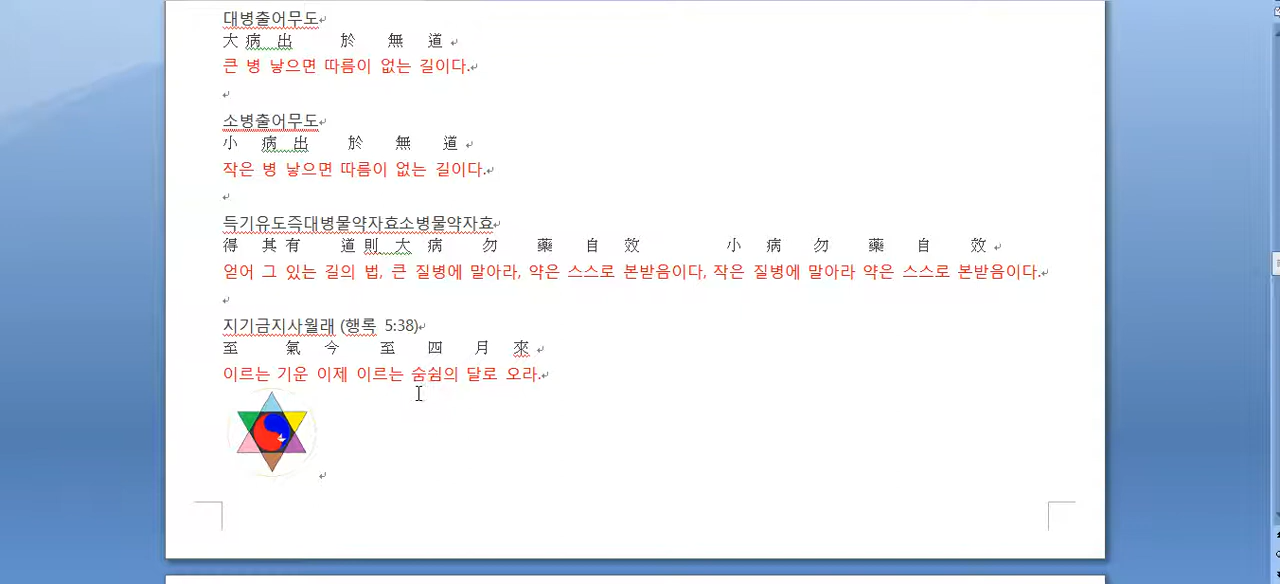 대병출어무도
大 病 出 於 無 道
큰 병 낳으면 따름이 없는 길이다.
소병출어무도
小 病 出 於 無 道
작은 병 낳으면 따름이 없는 길이다.
득기유도즉대병물약자효소병물약자효
得 其 有 道 則 大 病 勿 藥 自 效 小 病 勿 藥 自 效
얻어 그 있는 길의 법, 큰 질병에 말아라, 약은 스스로 본받음이다, 작은 질병에 말아라 약은 스스로 본받음이다.
지기금지사월래 (행록 5:38)
至 氣 今 至 四 月 來
이르는 기운 이제 이르는 숨쉼의 달로 오라.